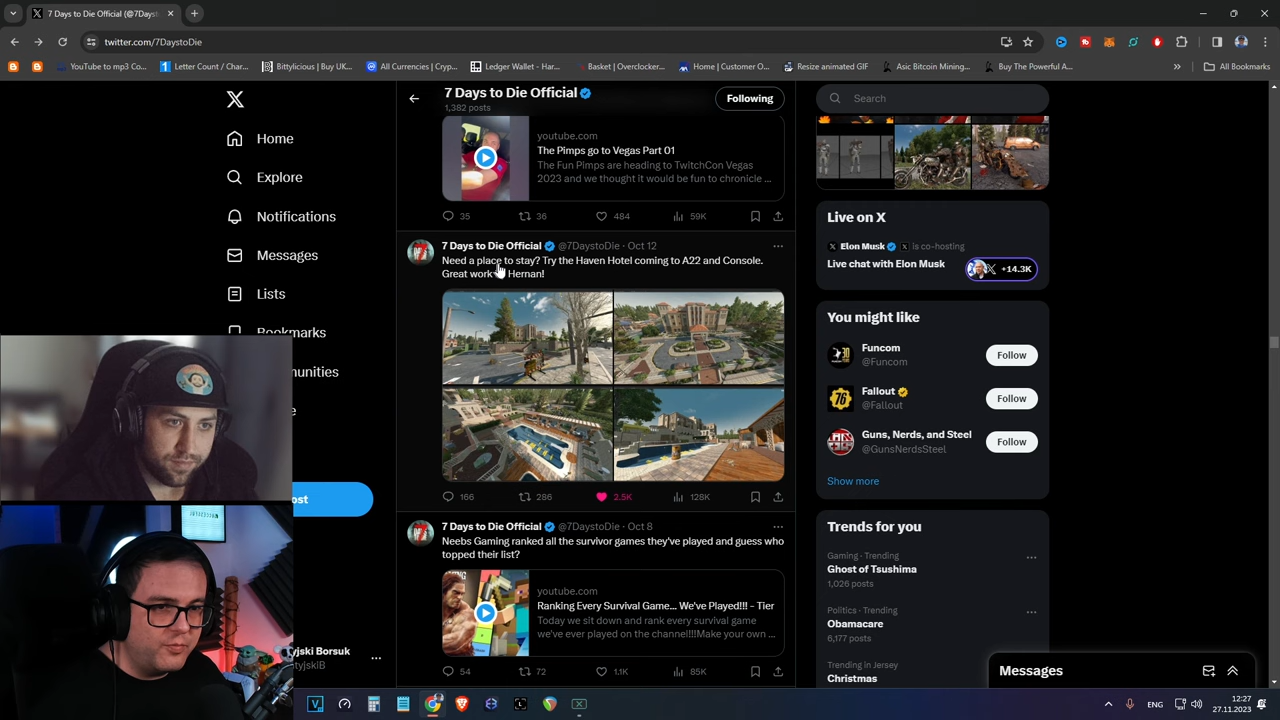 7 Days to Die Official (@7Days
twitter.com/7DaystoDie
YouTube to mp3 Co...
Letter Count / Char...
Bittylicious | Buy UK...
All Currencies | Cryp...
Ledger Wallet - Har...
Basket | Overclocker...
Home | Customer O...
Resize animated GIF
Asic Bitcoin Mining...
Buy The Powerful A...
All Bookmarks
Home
Explore
Notifications
Messages
Lists
Bookmarks
unities
e
ost
tyjski Borsuk
tyjskiB
7 Days to Die Official
1,382 posts
Following
youtube.com
The Pimps go to Vegas Part 01
The Fun Pimps are heading to TwitchCon Vegas
2023 and we thought it would be fun to chronicle ...
35 36 484 59K
7 Days to Die Official @7DaystoDie · Oct 12
Need a place to stay? Try the Haven Hotel coming to A22 and Console.
Great work Hernan!
166 286 2.5K 128K
7 Days to Die Official @7DaystoDie · Oct 8
Neebs Gaming ranked all the survivor games they've played and guess who
topped their list?
youtube.com
Ranking Every Survival Game... We've Played!!! - Tier
Today we sit down and rank every survival game
we've ever played on the channel!!!Make your own ...
54 72 1.1K 85K
Search
Live on X
Elon Musk is co-hosting
Live chat with Elon Musk
+14.3K
You might like
Funcom
@Funcom
Follow
Fallout
@Fallout
Follow
Guns, Nerds, and Steel
@GunsNerdsSteel
Follow
Show more
Trends for you
Gaming · Trending
Ghost of Tsushima
1,026 posts
Politics · Trending
Obamacare
6,177 posts
Trending in Jersey
Christmas
Messages
ENG
12:27
27.11.2023